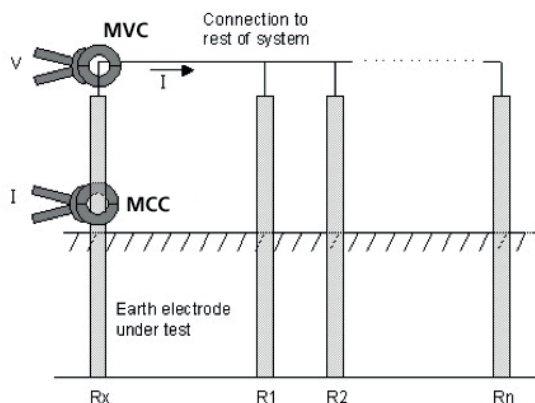 MVC
Connection to
rest of system
V
I
I
MCC
Earth electrode
under test
Rx
R1
R2
Rn